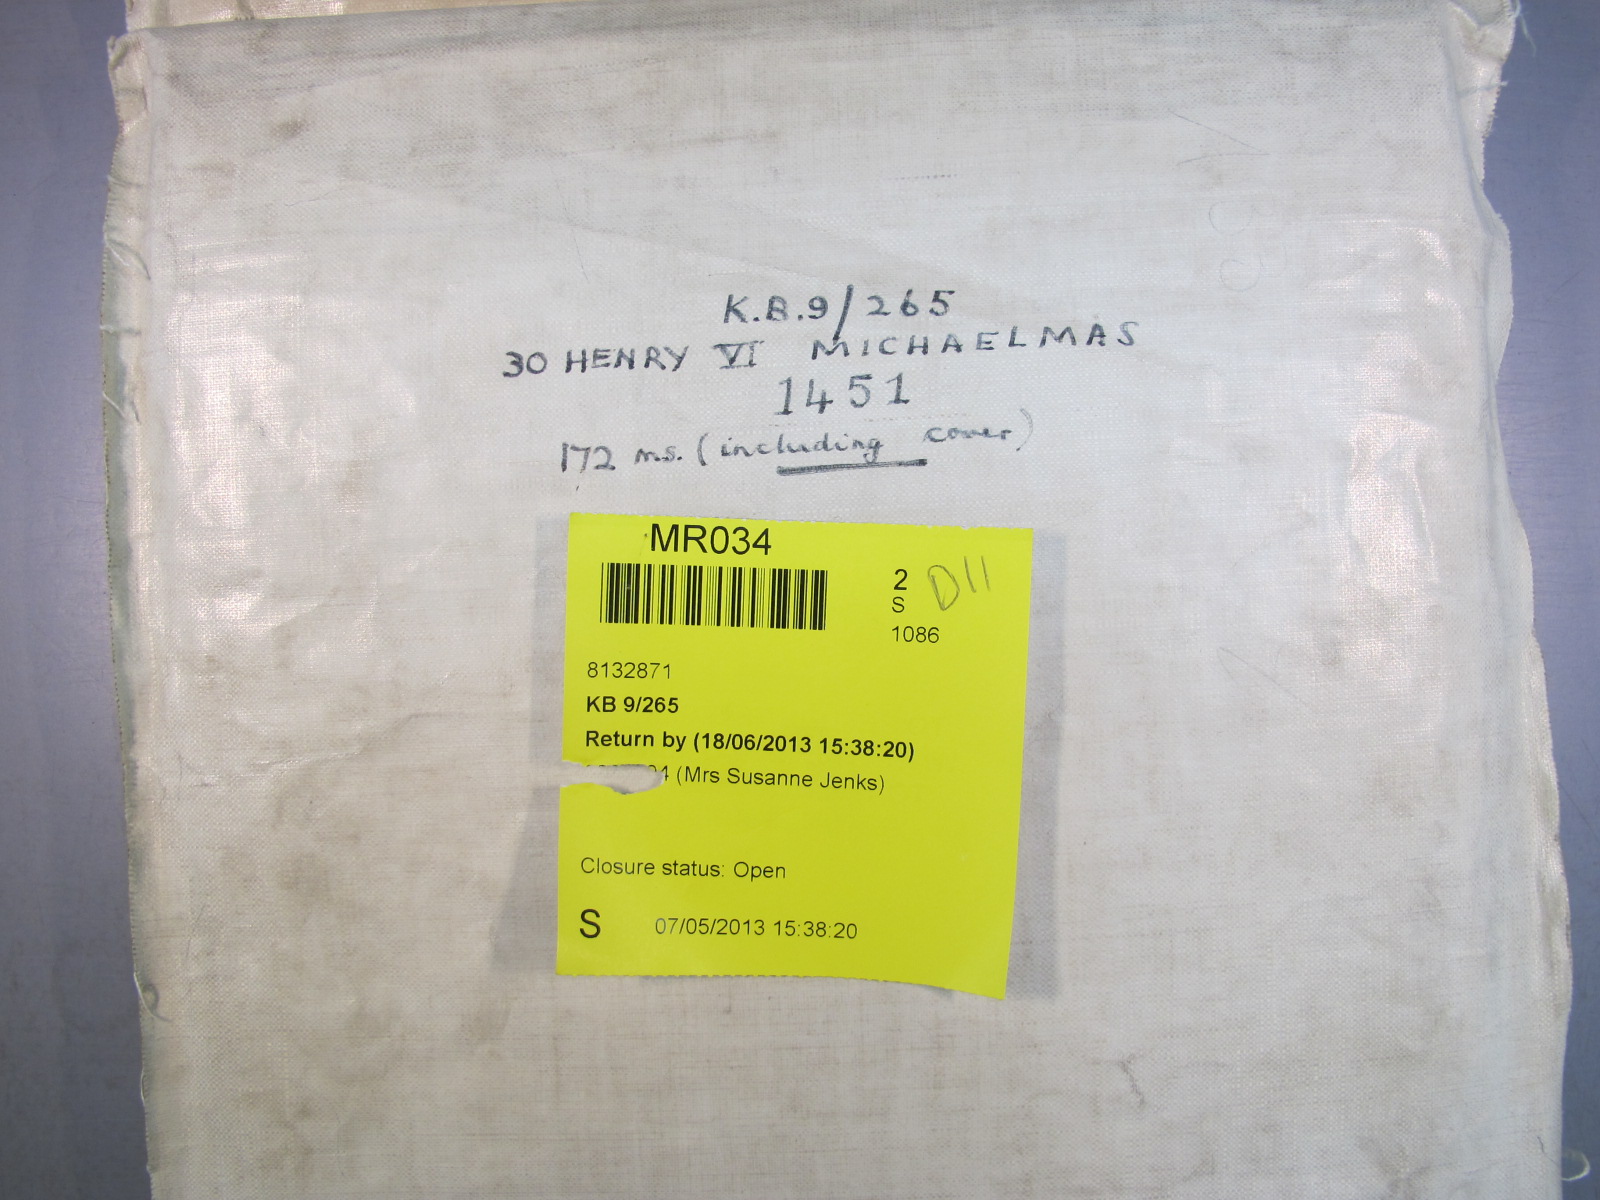 K.B.9/265
30 HENRY VI MICHAELMAS
1451
172 ms. (including cover)
MR034
2
S
1086
D11
8132871
KB 9/265
Return by (18/06/2013 15:38:20)
4 (Mrs Susanne Jenks)
Closure status: Open
S 07/05/2013 15:38:20